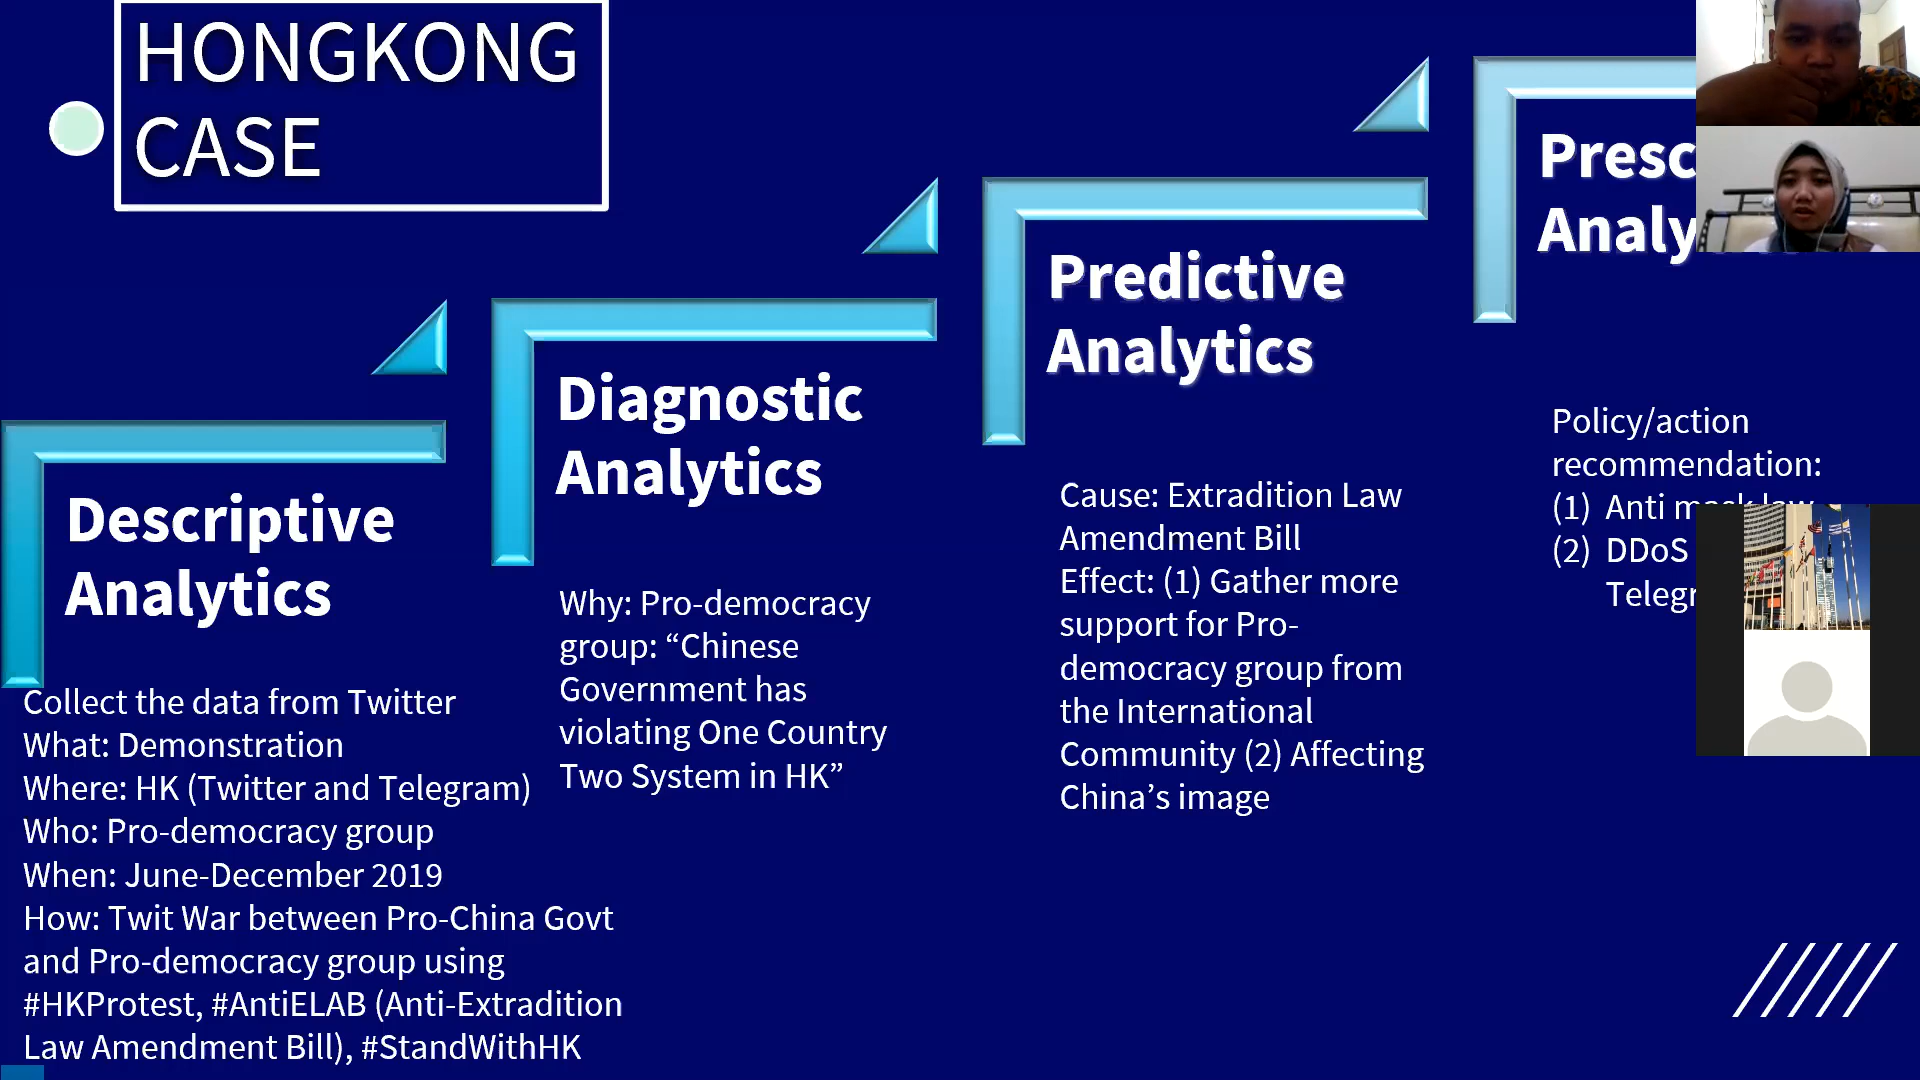 HONGKONG
CASE
Descriptive
Analytics
Collect the data from Twitter
What: Demonstration
Where: HK (Twitter and Telegram)
Who: Pro-democracy group
When: June-December 2019
How: Twit War between Pro-China Govt
and Pro-democracy group using
#HKProtest, #AntiELAB (Anti-Extradition
Law Amendment Bill), #StandWithHK
Diagnostic
Analytics
Why: Pro-democracy
group: “Chinese
Government has
violating One Country
Two System in HK”
Predictive
Analytics
Cause: Extradition Law
Amendment Bill
Effect: (1) Gather more
support for Pro-
democracy group from
the International
Community (2) Affecting
China’s image
Policy/action
recommendation:
(1) Anti mask law
(2) DDoS